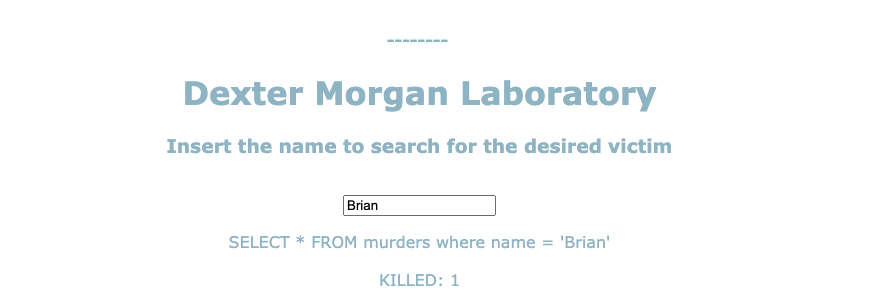 --------
Dexter Morgan Laboratory
Insert the name to search for the desired victim
Brian
SELECT * FROM murders where name = 'Brian'
KILLED: 1